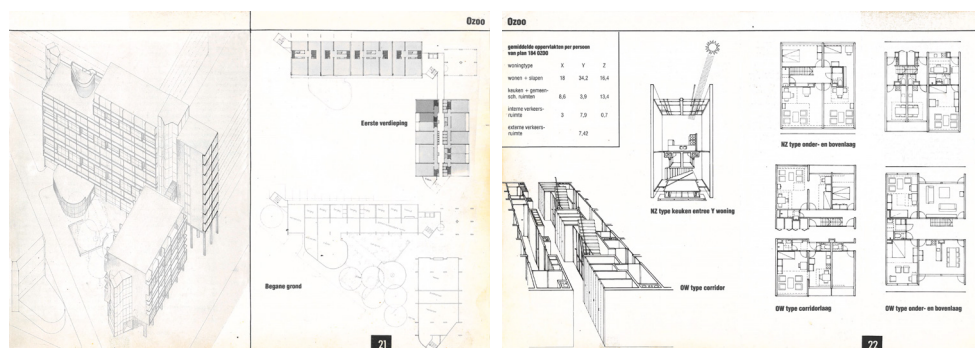 Ozoo
Eerste verdieping
Begane grond
21
Ozoo
gemiddelde oppervlakten per persoon
van plan 104 OZOO
woningtype X Y Z
wonen + slapen 18 34,2 16,4
keuken + gemeen-
sch. ruimten 8,6 3,9 13,4
interne verkeers-
ruimte 3 7,9 0,7
externe verkeers-
ruimte 7,42
NZ type keuken entree Y woning
OW type corridor
NZ type onder- en bovenlaag
OW type corridorlaag
OW type onder- en bovenlaag
22